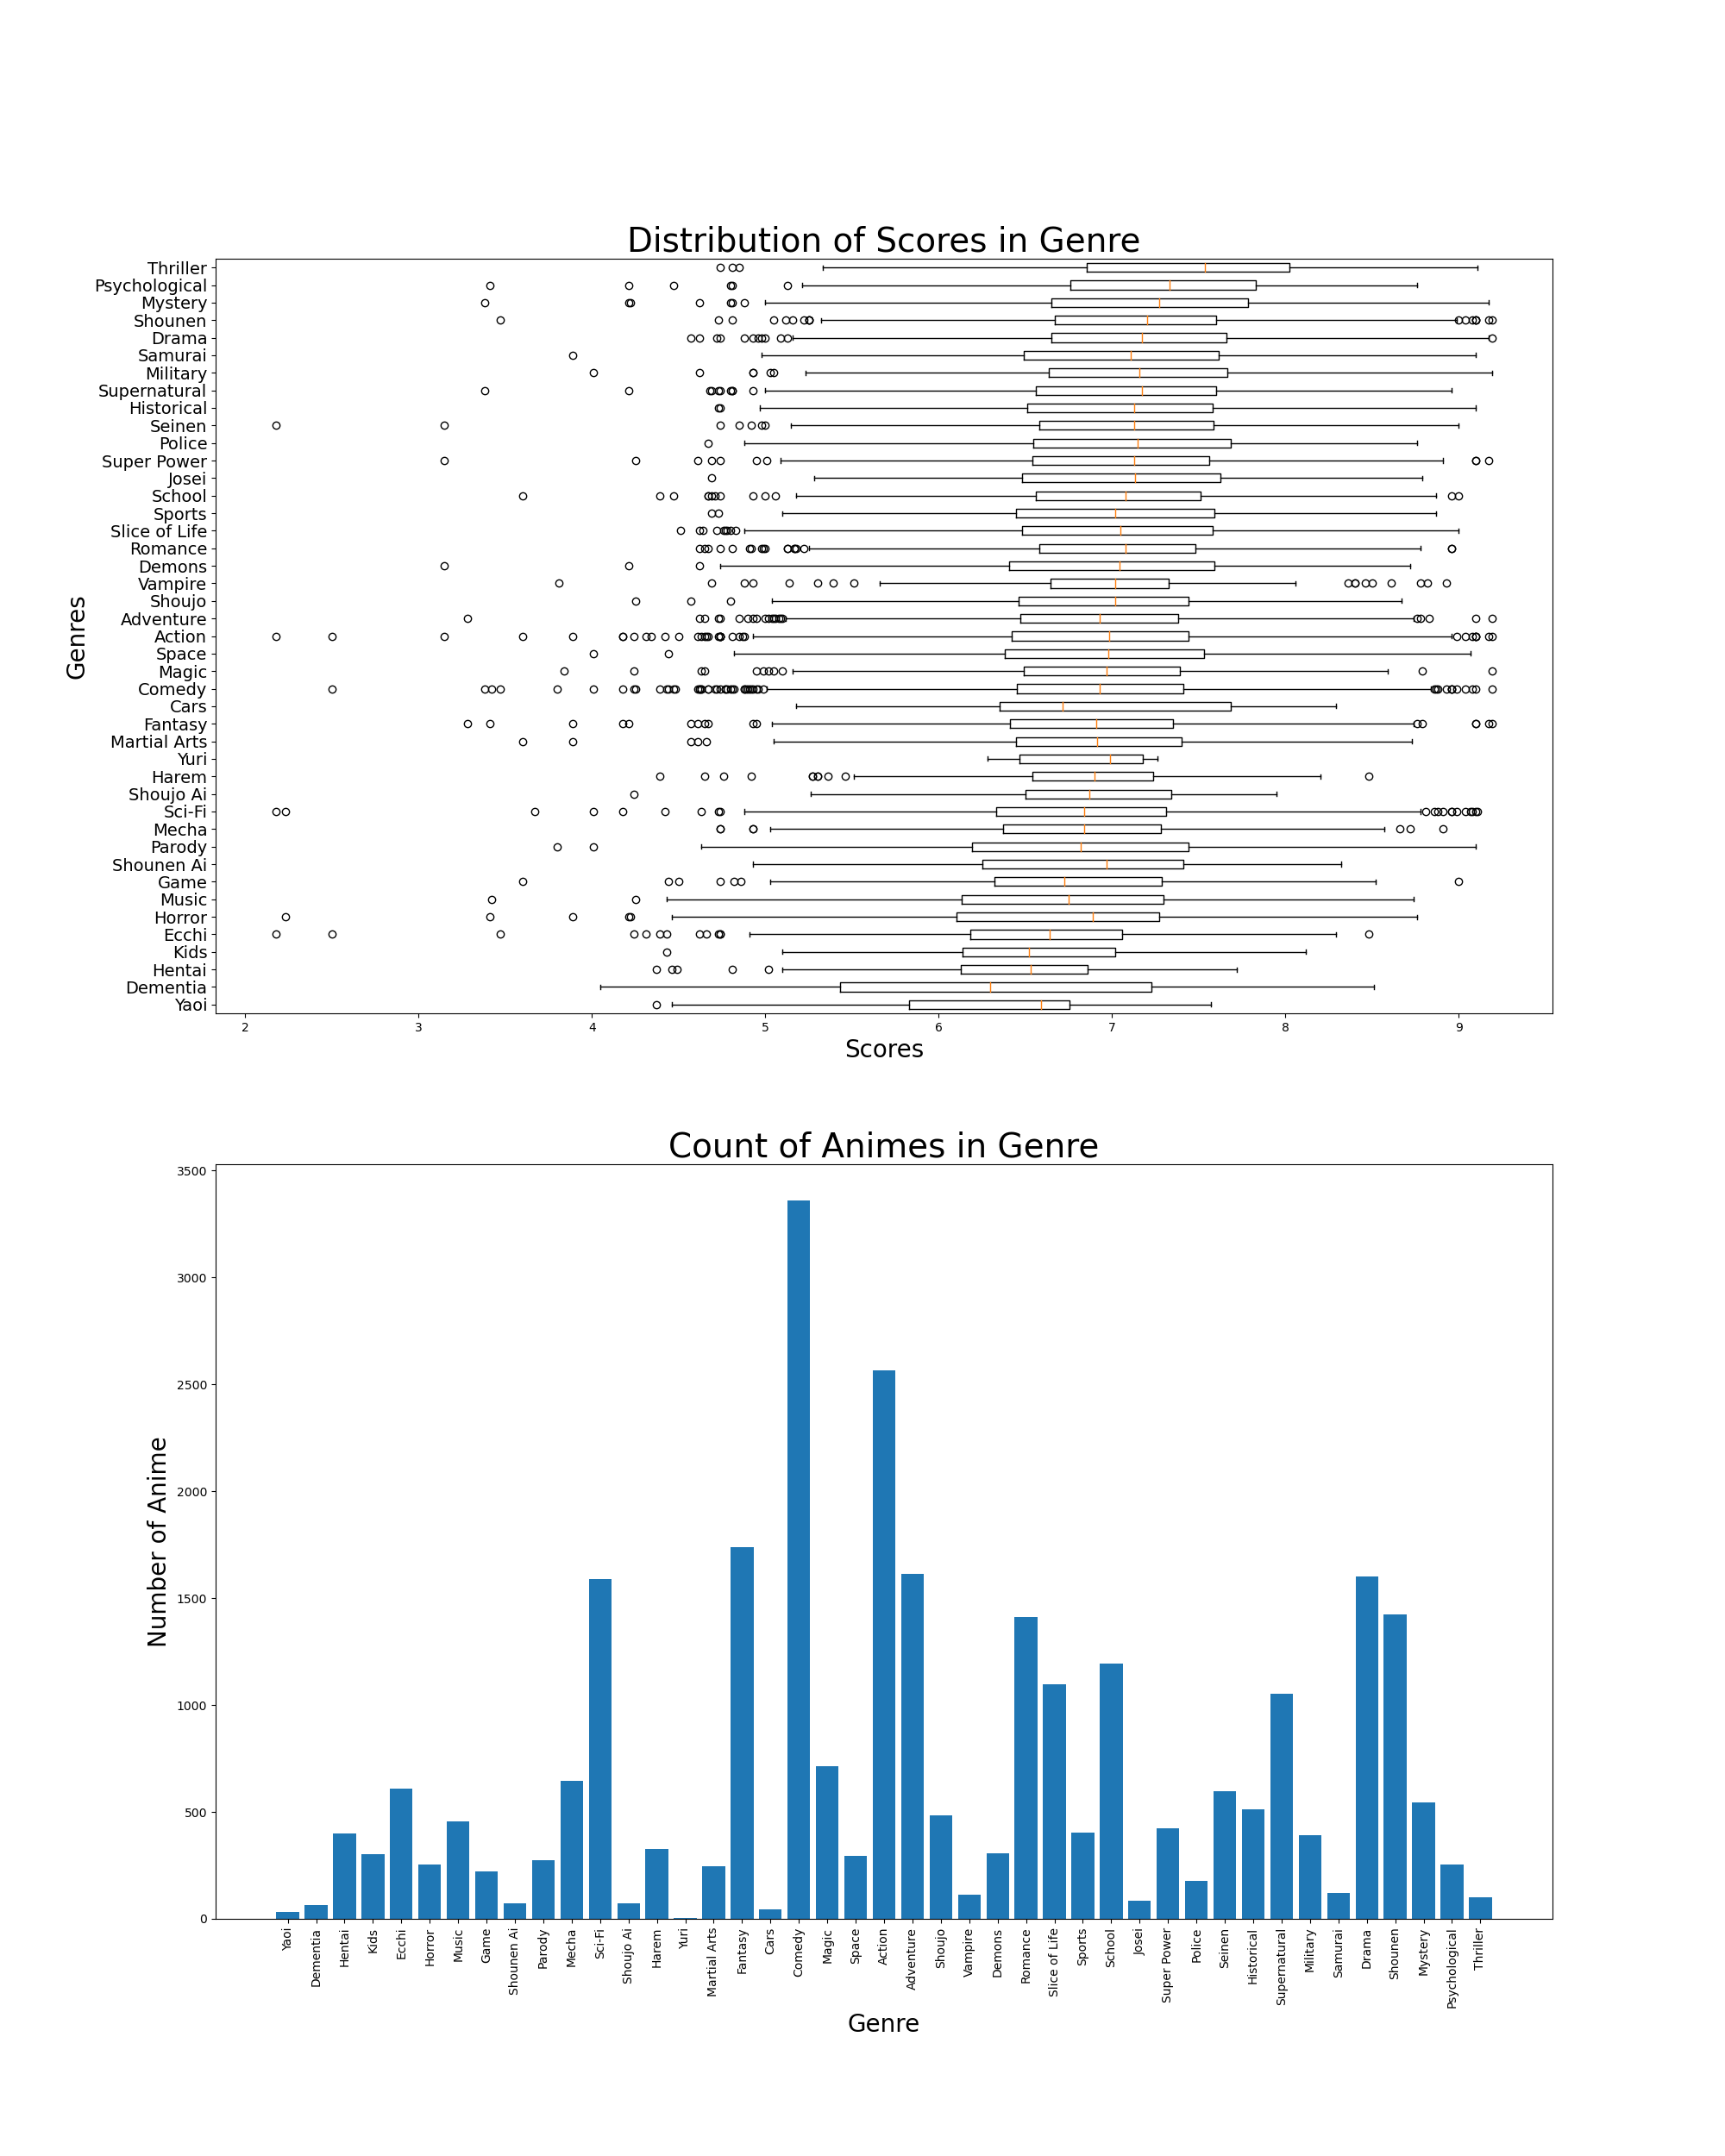 Distribution of Scores in Genre
Genres
Thriller
Psychological
Mystery
Shounen
Drama
Samurai
Military
Supernatural
Historical
Seinen
Police
Super Power
Josei
School
Sports
Slice of Life
Romance
Demons
Vampire
Shoujo
Adventure
Action
Space
Magic
Comedy
Cars
Fantasy
Martial Arts
Yuri
Harem
Shoujo Ai
Sci-Fi
Mecha
Parody
Shounen Ai
Game
Music
Horror
Ecchi
Kids
Hentai
Dementia
Yaoi
2 3 4 5 6 7 8 9
Scores
Count of Animes in Genre
Number of Anime
3500
3000
2500
2000
1500
1000
500
0
Yaoi
Dementia
Hentai
Kids
Ecchi
Horror
Music
Game
Shounen Ai
Parody
Mecha
Sci-Fi
Shoujo Ai
Harem
Yuri
Martial Arts
Fantasy
Cars
Comedy
Magic
Space
Action
Adventure
Shoujo
Vampire
Demons
Romance
Slice of Life
Sports
School
Josei
Super Power
Police
Seinen
Historical
Supernatural
Military
Samurai
Drama
Shounen
Mystery
Psychological
Thriller
Genre